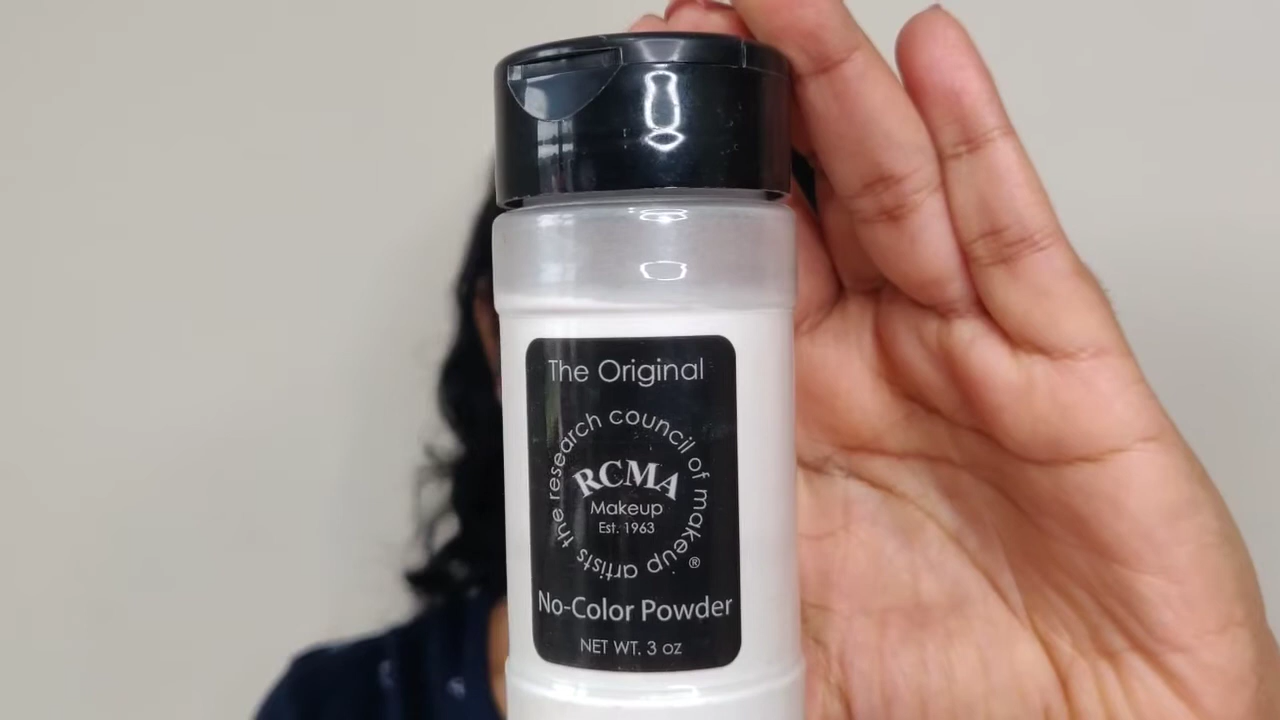 The Original
the research council of makeup artists ®
RCMA
Makeup
Est. 1963
No-Color Powder
NET WT. 3 oz